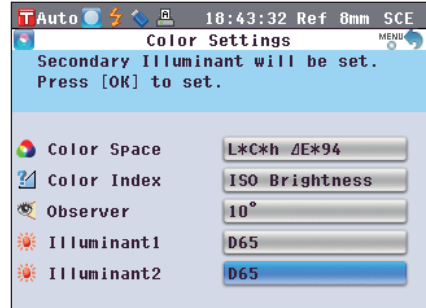 T Auto A 18:43:32 Ref 8mm SCE
Color Settings MENU
Secondary Illuminant will be set.
Press [OK] to set.
Color Space L*C*h ⊿E*94
Color Index ISO Brightness
Observer 10°
Illuminant1 D65
Illuminant2 D65